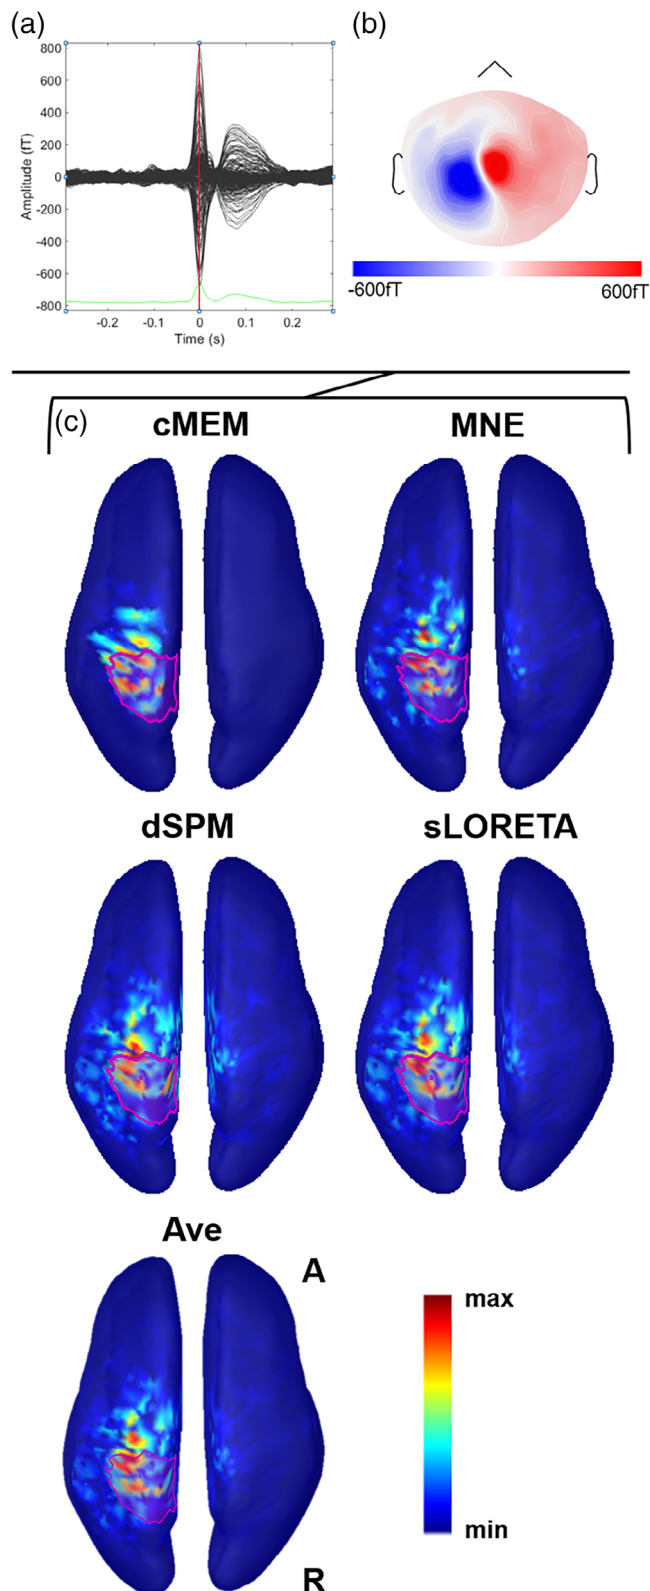 (a)
800
600
400
200
0
-200
-400
-600
-800
Amplitude (fT)
-0.2 -0.1 0 0.1 0.2
Time (s)
(b)
-600fT 600fT
(c)
cMEM MNE
dSPM sLORETA
Ave
A
R
max
min